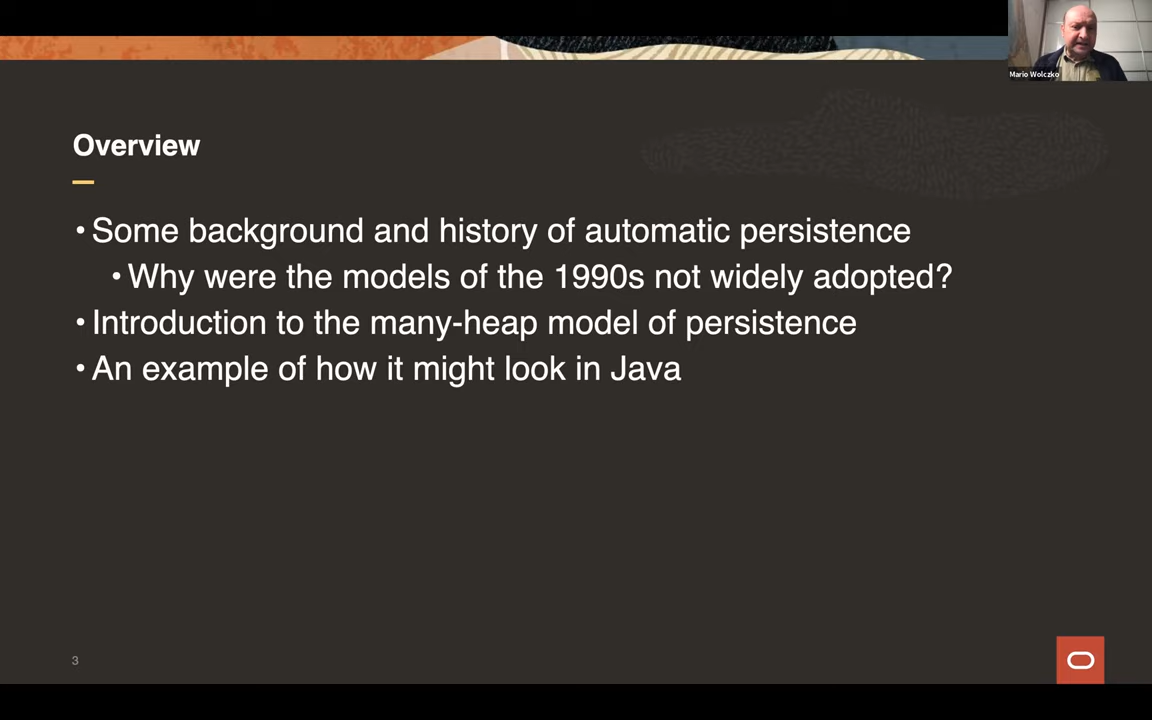 Mario Wolczko
Overview
• Some background and history of automatic persistence
• Why were the models of the 1990s not widely adopted?
• Introduction to the many-heap model of persistence
• An example of how it might look in Java
3